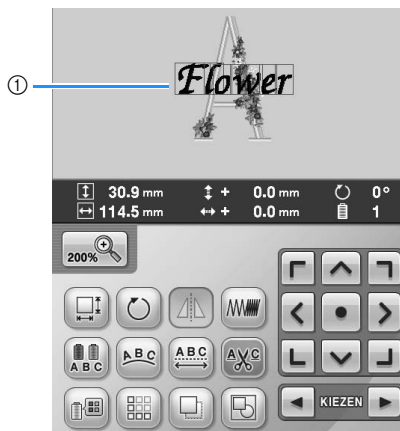 ①
A
Flower
30.9 mm + 0.0 mm 0°
114.5 mm + 0.0 mm 1
200%
ABC ABC ABC A C
KIEZEN